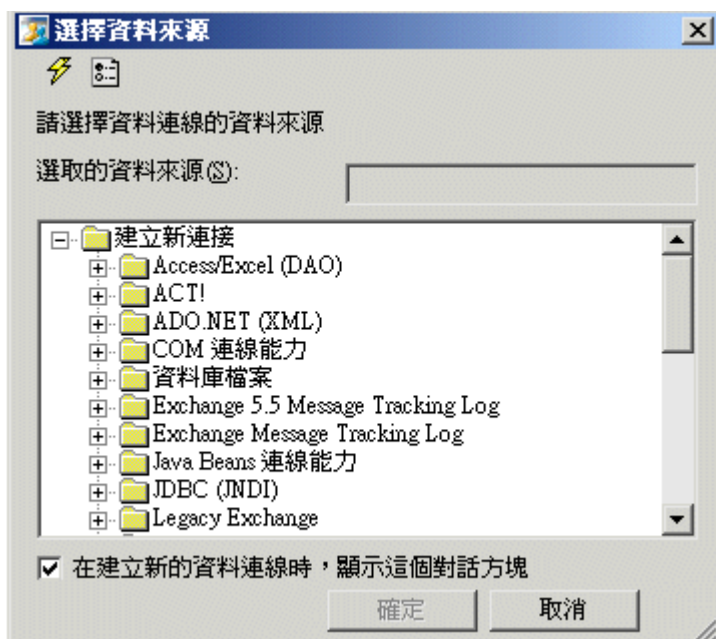 選擇資料來源
請選擇資料連線的資料來源
選取的資料來源(S):
建立新連接
Access/Excel (DAO)
ACT!
ADO.NET (XML)
COM 連線能力
資料庫檔案
Exchange 5.5 Message Tracking Log
Exchange Message Tracking Log
Java Beans 連線能力
JDBC (JNDI)
Legacy Exchange
在建立新的資料連線時，顯示這個對話方塊
確定 取消